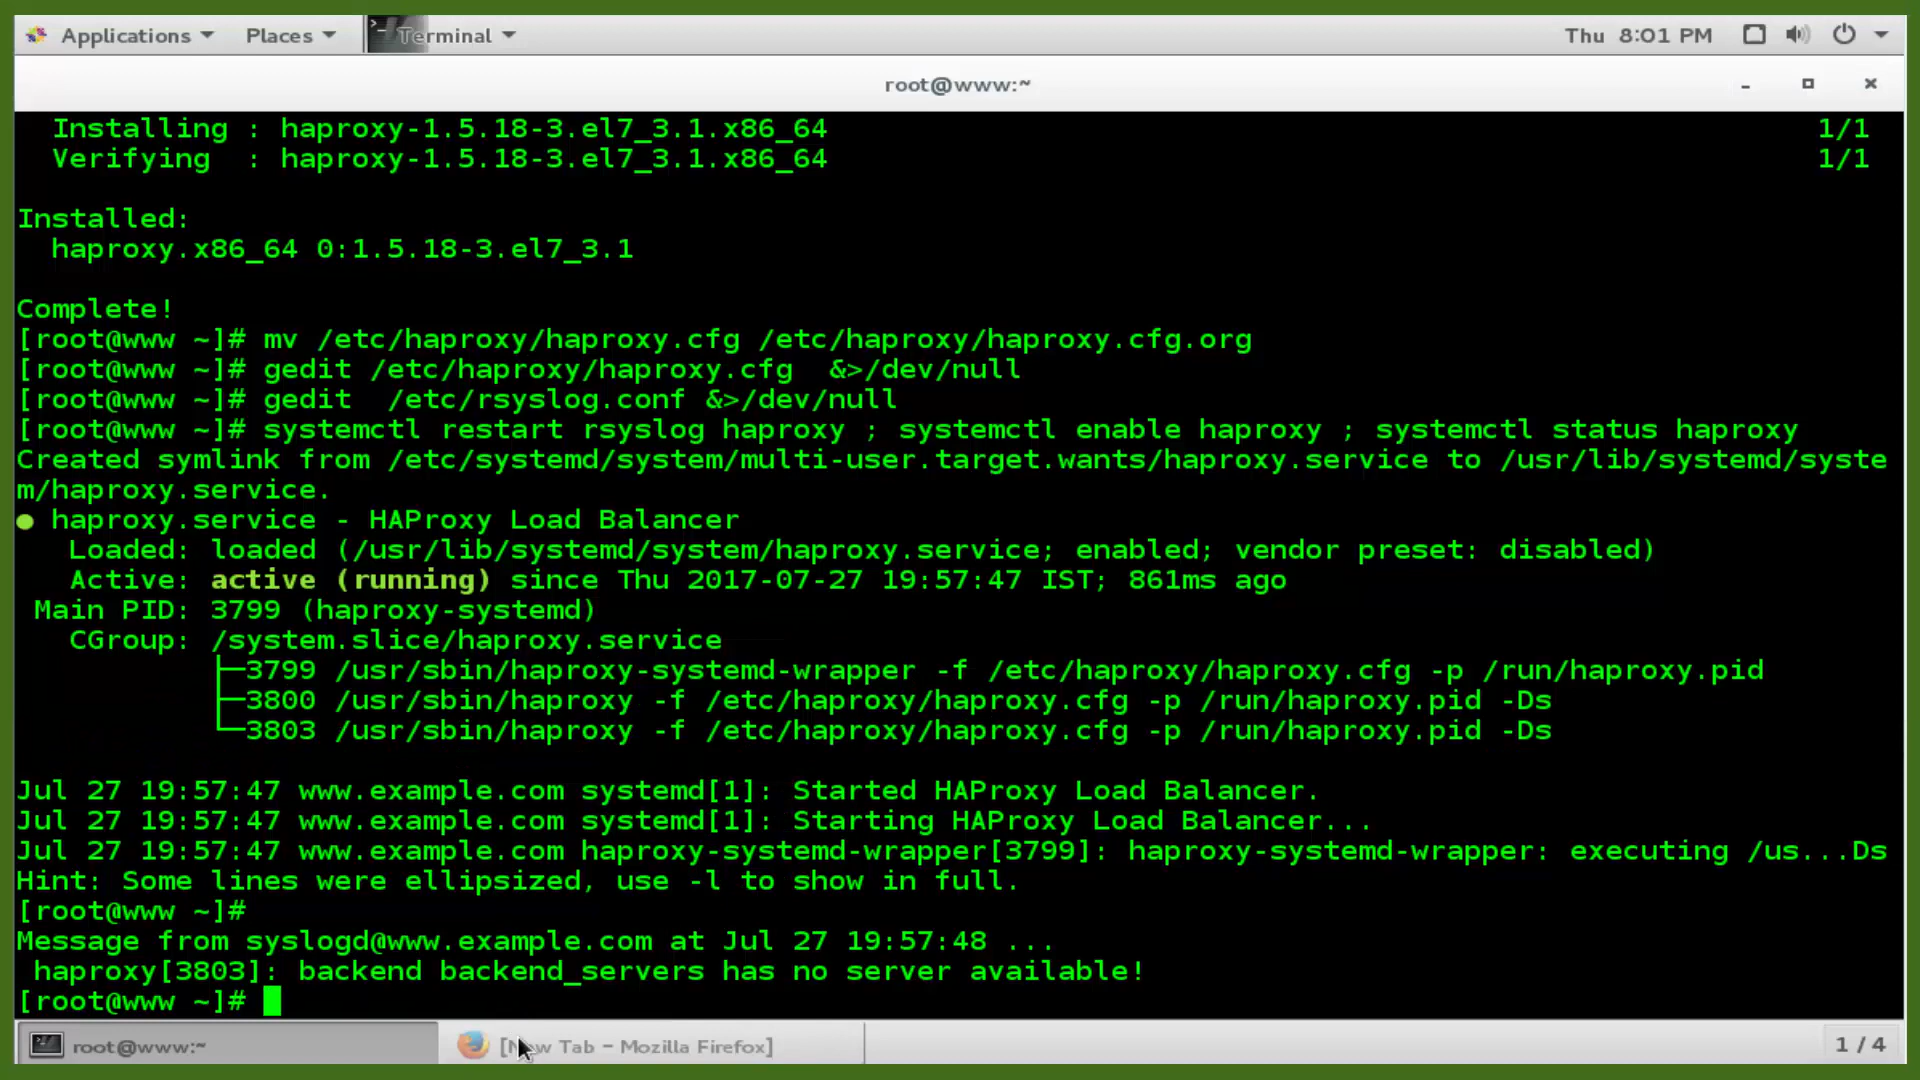 Applications Places Terminal Thu 8:01 PM
root@www:~
Installing : haproxy-1.5.18-3.el7_3.1.x86_64 1/1
Verifying : haproxy-1.5.18-3.el7_3.1.x86_64 1/1
Installed:
haproxy.x86_64 0:1.5.18-3.el7_3.1
Complete!
[root@www ~]# mv /etc/haproxy/haproxy.cfg /etc/haproxy/haproxy.cfg.org
[root@www ~]# gedit /etc/haproxy/haproxy.cfg  &>/dev/null
[root@www ~]# gedit  /etc/rsyslog.conf &>/dev/null
[root@www ~]# systemctl restart rsyslog haproxy ; systemctl enable haproxy ; systemctl status haproxy
Created symlink from /etc/systemd/system/multi-user.target.wants/haproxy.service to /usr/lib/systemd/syste
m/haproxy.service.
● haproxy.service - HAProxy Load Balancer
Loaded: loaded (/usr/lib/systemd/system/haproxy.service; enabled; vendor preset: disabled)
Active: active (running) since Thu 2017-07-27 19:57:47 IST; 861ms ago
Main PID: 3799 (haproxy-systemd)
CGroup: /system.slice/haproxy.service
├─3799 /usr/sbin/haproxy-systemd-wrapper -f /etc/haproxy/haproxy.cfg -p /run/haproxy.pid
├─3800 /usr/sbin/haproxy -f /etc/haproxy/haproxy.cfg -p /run/haproxy.pid -Ds
└─3803 /usr/sbin/haproxy -f /etc/haproxy/haproxy.cfg -p /run/haproxy.pid -Ds
Jul 27 19:57:47 www.example.com systemd[1]: Started HAProxy Load Balancer.
Jul 27 19:57:47 www.example.com systemd[1]: Starting HAProxy Load Balancer...
Jul 27 19:57:47 www.example.com haproxy-systemd-wrapper[3799]: haproxy-systemd-wrapper: executing /us...Ds
Hint: Some lines were ellipsized, use -l to show in full.
[root@www ~]#
Message from syslogd@www.example.com at Jul 27 19:57:48 ...
haproxy[3803]: backend backend_servers has no server available!
[root@www ~]#
root@www:~ [New Tab - Mozilla Firefox] 1 / 4